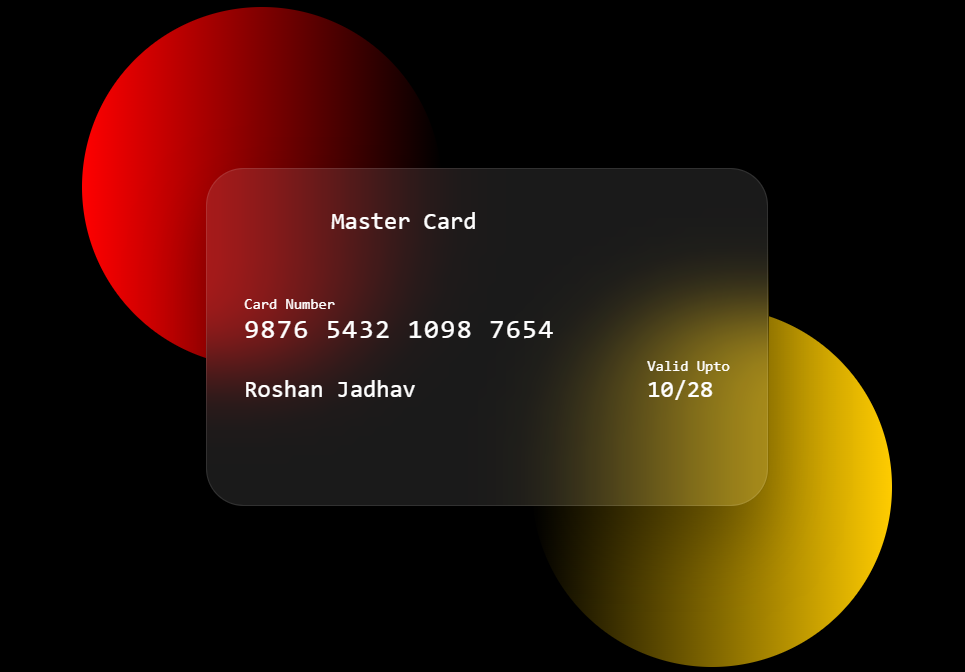 Master Card
Card Number
9876 5432 1098 7654
Valid Upto
Roshan Jadhav
10/28